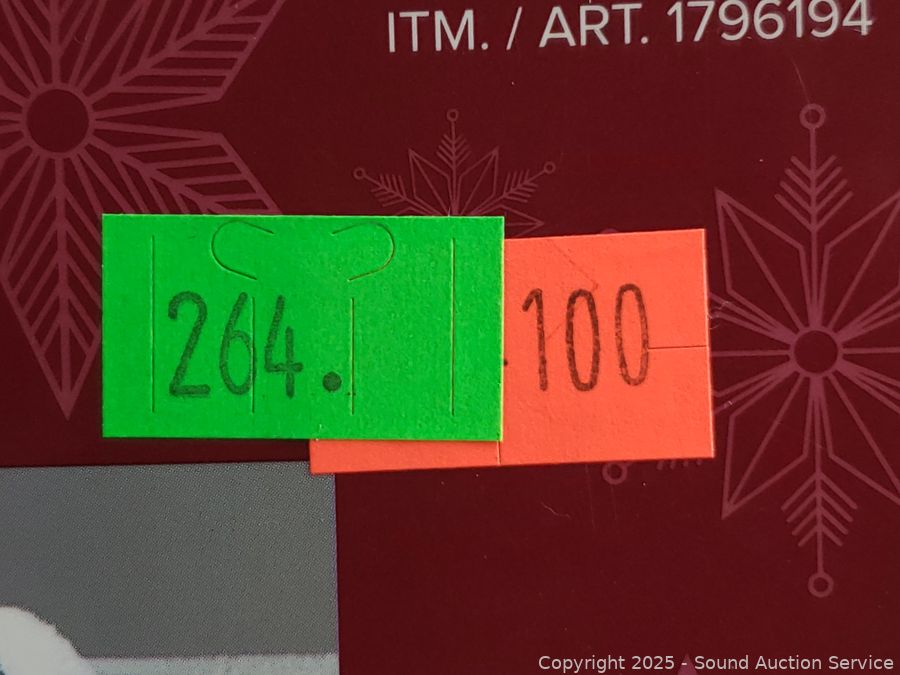 ITM. / ART. 1796194
264.
100
Copyright 2025 - Sound Auction Service